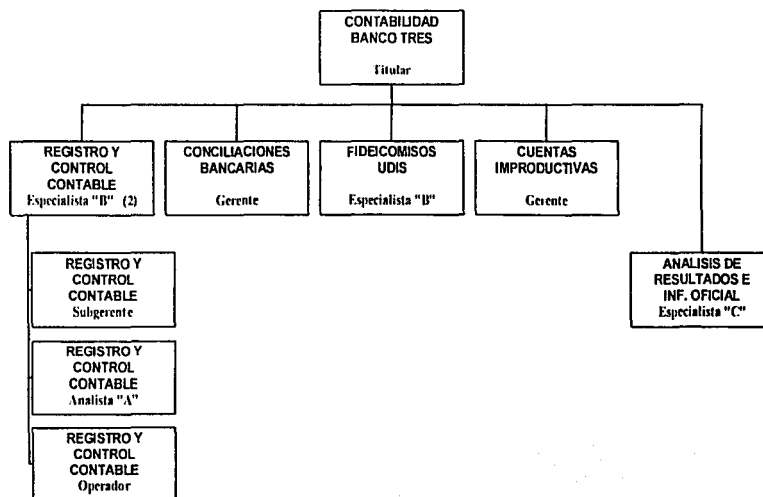 CONTABILIDAD
BANCO TRES
Titular
REGISTRO Y
CONTROL
CONTABLE
Especialista "B" (2)
CONCILIACIONES
BANCARIAS
Gerente
FIDEICOMISOS
UDIS
Especialista "B"
CUENTAS
IMPRODUCTIVAS
Gerente
REGISTRO Y
CONTROL
CONTABLE
Subgerente
ANALISIS DE
RESULTADOS E
INF. OFICIAL
Especialista "C"
REGISTRO Y
CONTROL
CONTABLE
Analista "A"
REGISTRO Y
CONTROL
CONTABLE
Operador